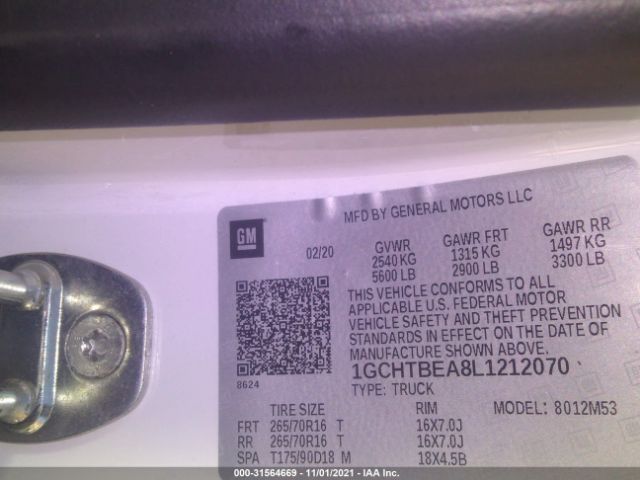 MFD BY GENERAL MOTORS LLC
GM
02/20
GVWR GAWR FRT GAWR RR
2540 KG 1315 KG 1497 KG
5600 LB 2900 LB 3300 LB
THIS VEHICLE CONFORMS TO ALL
APPLICABLE U.S. FEDERAL MOTOR
VEHICLE SAFETY AND THEFT PREVENTION
STANDARDS IN EFFECT ON THE DATE OF
MANUFACTURE SHOWN ABOVE.
8624
1GCHTBEA8L1212070
TYPE: TRUCK
TIRE SIZE RIM MODEL: 8012M53
FRT 265/70R16 T 16X7.0J
RR 265/70R16 T 16X7.0J
SPA T175/90D18 M 18X4.5B
000-31564669 - 11/01/2021 - IAA Inc.